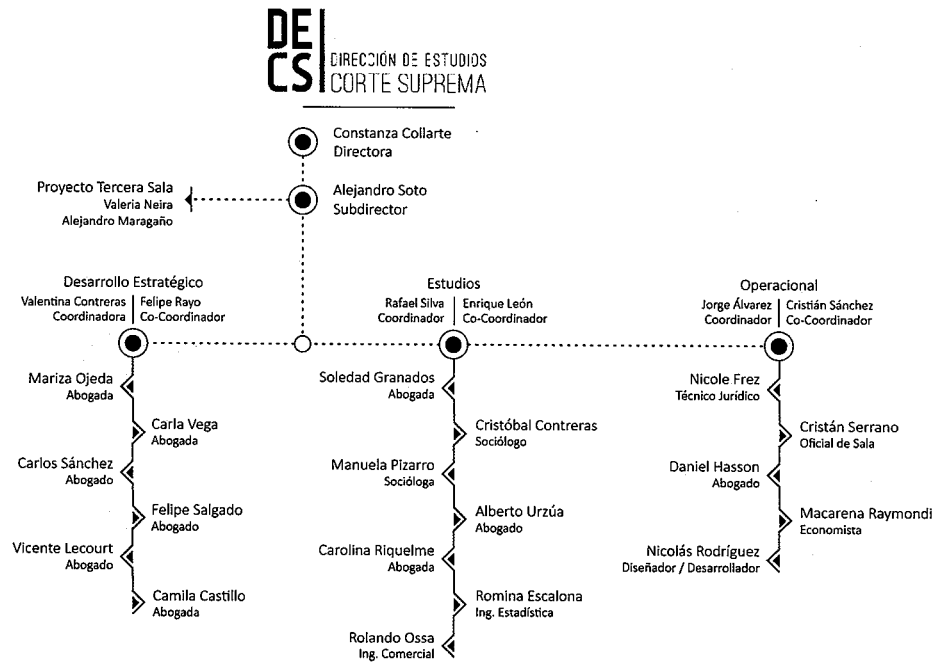 DE
CS
DIRECCIÓN DE ESTUDIOS
CORTE SUPREMA
Constanza Collarte
Directora
Alejandro Soto
Subdirector
Proyecto Tercera Sala
Valeria Neira
Alejandro Maragaño
Desarrollo Estratégico
Valentina Contreras
Coordinadora
Felipe Rayo
Co-Coordinador
Mariza Ojeda
Abogada
Carla Vega
Abogada
Carlos Sánchez
Abogado
Felipe Salgado
Abogado
Vicente Lecourt
Abogado
Camila Castillo
Abogada
Estudios
Rafael Silva
Coordinador
Enrique León
Co-Coordinador
Soledad Granados
Abogada
Cristóbal Contreras
Sociólogo
Manuela Pizarro
Socióloga
Alberto Urzúa
Abogado
Carolina Riquelme
Abogada
Romina Escalona
Ing. Estadística
Rolando Ossa
Ing. Comercial
Operacional
Jorge Álvarez
Coordinador
Cristián Sánchez
Co-Coordinador
Nicole Frez
Técnico Jurídico
Cristán Serrano
Oficial de Sala
Daniel Hasson
Abogado
Macarena Raymondi
Economista
Nicolás Rodríguez
Diseñador / Desarrollador